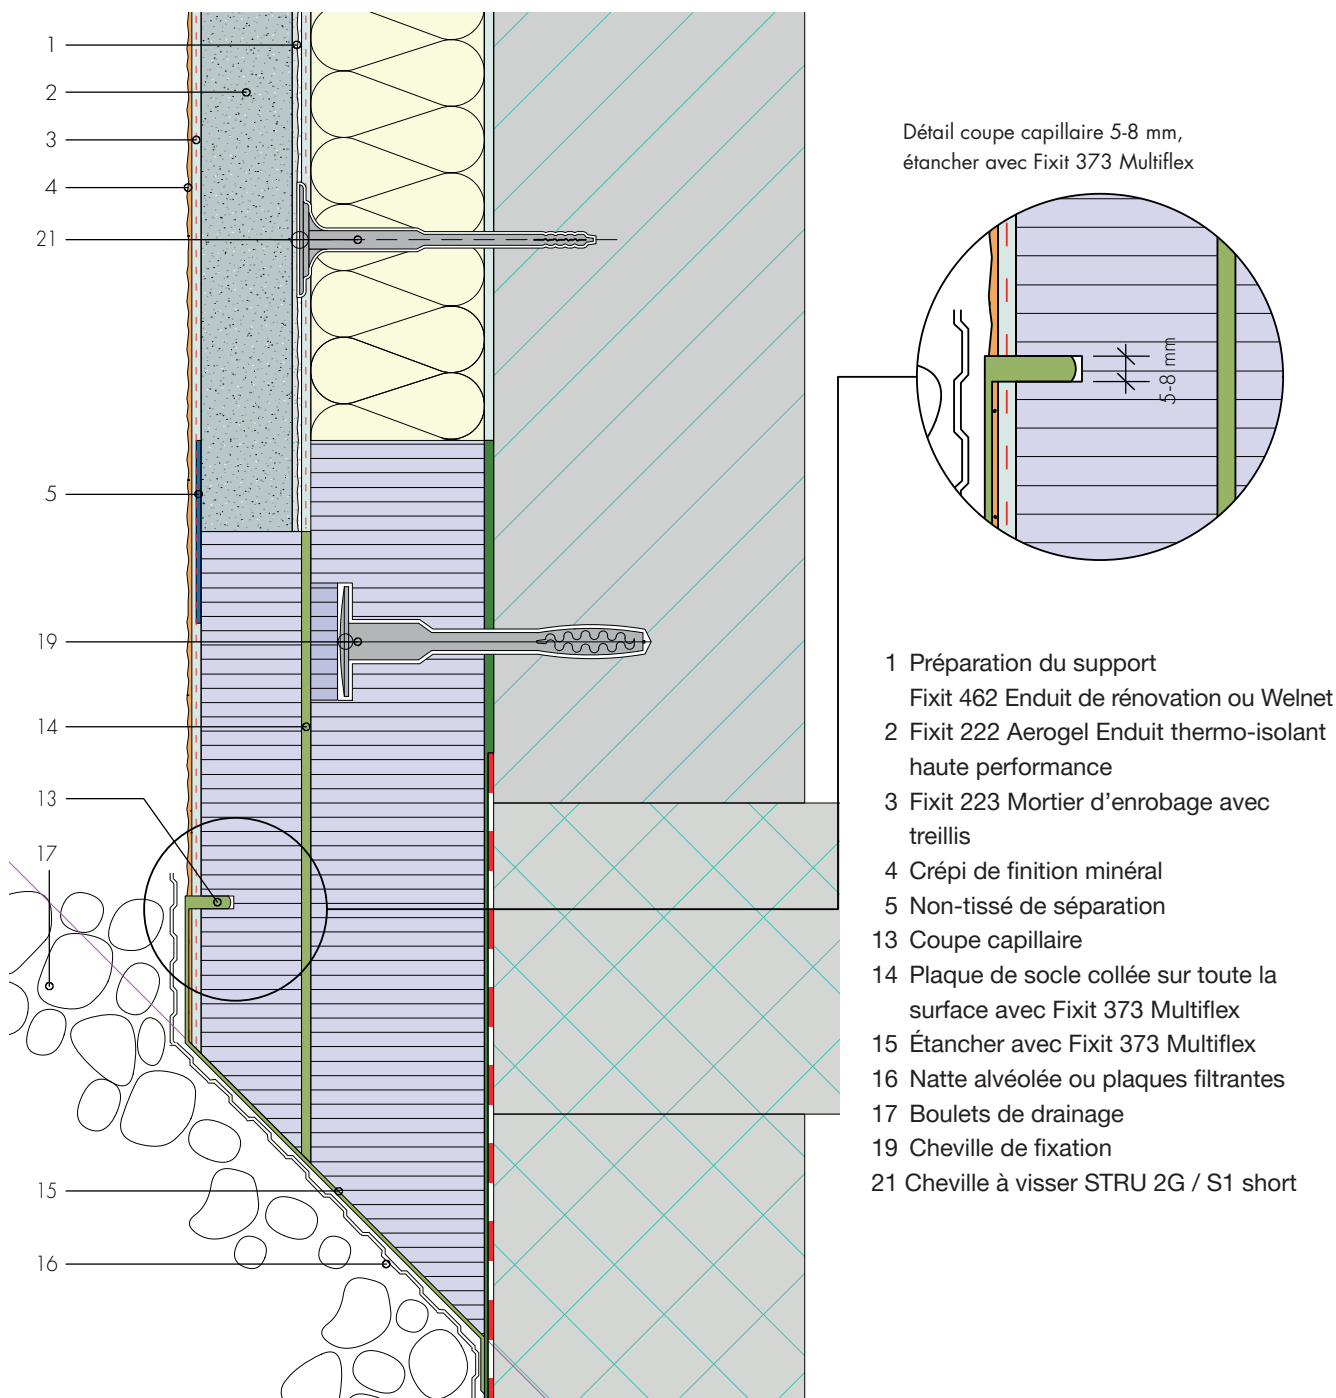 1
2
3
4
21
5
19
14
13
17
15
16
Détail coupe capillaire 5-8 mm,
étancher avec Fixit 373 Multiflex
5-8 mm
1 Préparation du support
Fixit 462 Enduit de rénovation ou Welnet
2 Fixit 222 Aerogel Enduit thermo-isolant
haute performance
3 Fixit 223 Mortier d’enrobage avec
treillis
4 Crépi de finition minéral
5 Non-tissé de séparation
13 Coupe capillaire
14 Plaque de socle collée sur toute la
surface avec Fixit 373 Multiflex
15 Étancher avec Fixit 373 Multiflex
16 Natte alvéolée ou plaques filtrantes
17 Boulets de drainage
19 Cheville de fixation
21 Cheville à visser STRU 2G / S1 short